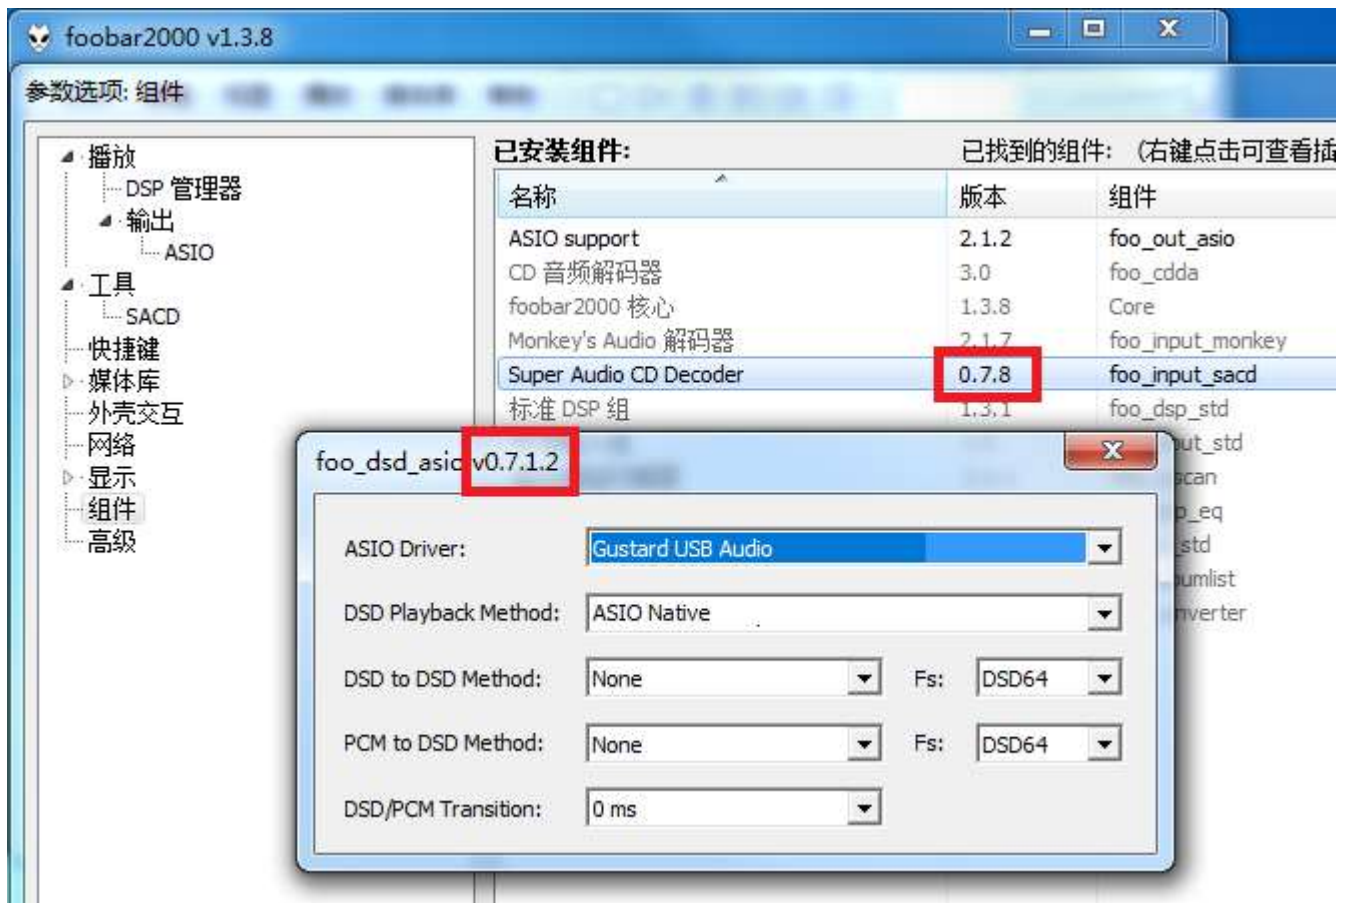 foobar2000 v1.3.8
参数选项: 组件
播放
DSP 管理器
输出
ASIO
工具
SACD
快捷键
媒体库
外壳交互
网络
显示
组件
高级
已安装组件: 已找到的组件: (右键点击可查看插
名称 版本 组件
ASIO support 2.1.2 foo_out_asio
CD 音频解码器 3.0 foo_cdda
foobar2000 核心 1.3.8 Core
Monkey's Audio 解码器 2.1.7 foo_input_monkey
Super Audio CD Decoder 0.7.8 foo_input_sacd
标准 DSP 组 1.3.1 foo_dsp_std
ut_std
scan
p_eq
_std
umlist
nverter
foo_dsd_asio v0.7.1.2
ASIO Driver: Gustard USB Audio
DSD Playback Method: ASIO Native
DSD to DSD Method: None Fs: DSD64
PCM to DSD Method: None Fs: DSD64
DSD/PCM Transition: 0 ms